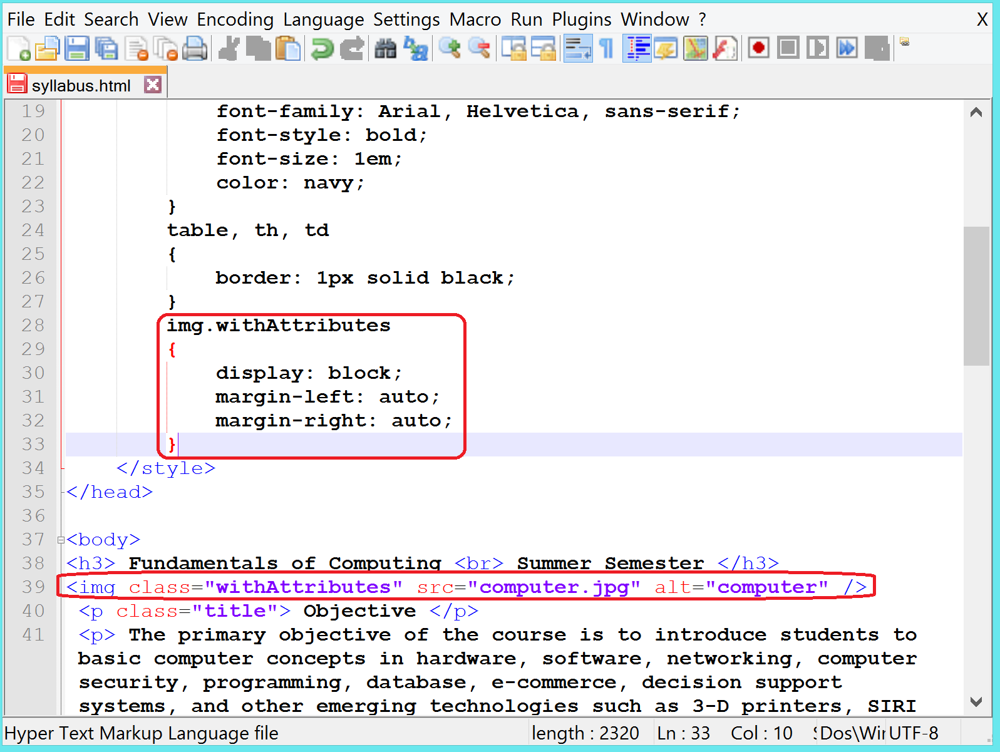 File Edit Search View Encoding Language Settings Macro Run Plugins Window ? X
syllabus.html
19 font-family: Arial, Helvetica, sans-serif;
20 font-style: bold;
21 font-size: 1em;
22 color: navy;
23 }
24 table, th, td
25 {
26 border: 1px solid black;
27 }
28 img.withAttributes
29 {
30 display: block;
31 margin-left: auto;
32 margin-right: auto;
33 }
34 </style>
35 </head>
36
37 <body>
38 <h3> Fundamentals of Computing <br> Summer Semester </h3>
39 <img class="withAttributes" src="computer.jpg" alt="computer" />
40 <p class="title"> Objective </p>
41 <p> The primary objective of the course is to introduce students to
basic computer concepts in hardware, software, networking, computer
security, programming, database, e-commerce, decision support
systems, and other emerging technologies such as 3-D printers, SIRI
Hyper Text Markup Language file length : 2320 Ln : 33 Col : 10 Dos\Wir UTF-8